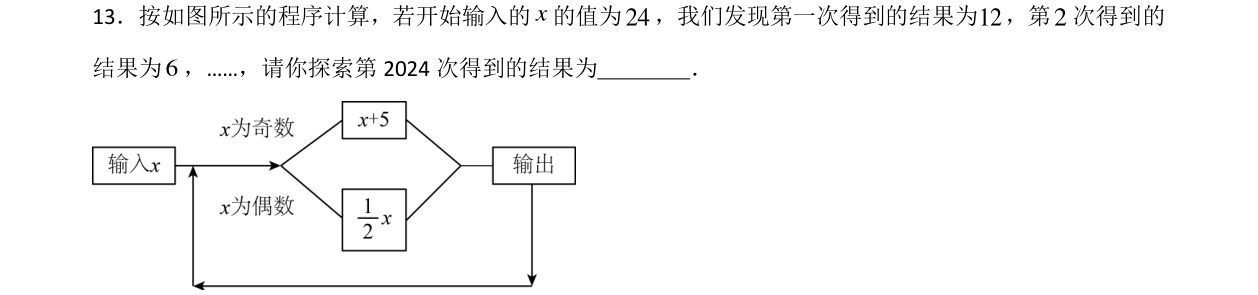 13．按如图所示的程序计算，若开始输入的 x 的值为 24，我们发现第一次得到的结果为12，第 2 次得到的
结果为 6，……，请你探索第 2024 次得到的结果为________．
x为奇数
x+5
输入x
输出
x为偶数
1/2 x